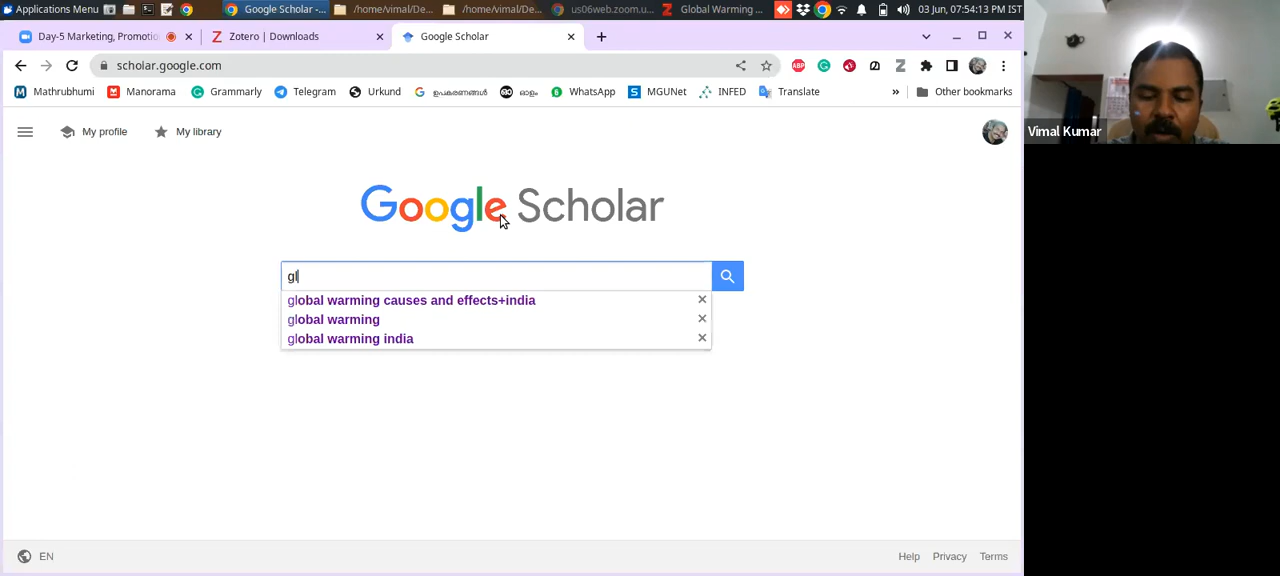 Applications Menu Google Scholar -... /home/vimal/De... /home/vimal/De... us06web.zoom.u... Global Warming ... 03 Jun, 07:54:13 PM IST
Day-5 Marketing, Promotio Zotero | Downloads Google Scholar
scholar.google.com
Mathrubhumi Manorama Grammarly Telegram Urkund ഉപകരണങ്ങൾ ഓളം WhatsApp MGUNet INFED Translate » Other bookmarks
My profile My library
Vimal Kumar
Google Scholar
gl
global warming causes and effects+india
global warming
global warming india
EN Help Privacy Terms